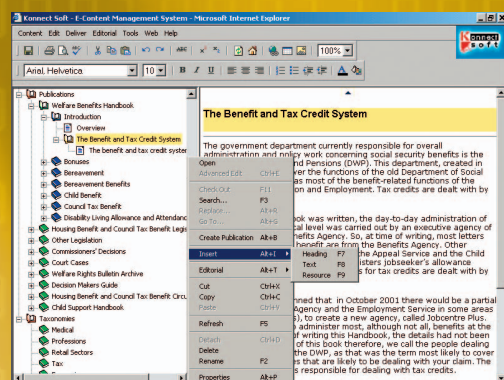 Konnect Soft - E-Content Management System - Microsoft Internet Explorer
Content Edit Deliver Editorial Tools Web Help
Konnect
soft
ABC x² x₁ 100%
Arial, Helvetica 10 B I U A
Publications
Welfare Benefits Handbook
Introduction
Overview
The Benefit and Tax Credit System
The benefit and tax credit syster
Bonuses
Bereavement
Bereavement Benefits
Child Benefit
Council Tax Benefit
Disability Living Allowance and Attendanc
Housing Benefit and Council Tax Benefit Legis
Other Legislation
Commissioners' Decisions
Court Cases
Welfare Rights Bulletin Archive
Decision Makers Guide
Housing Benefit and Council Tax Benefit Circu
Child Support Handbook
Taxonomies
Medical
Professions
Retail Sectors
Tax
Open
Advanced Edit Ctrl+E
Check Out F11
Search... F3
Replace... Alt+R
Go To... Alt+G
Create Publication Alt+B
Insert Alt+I
Editorial Alt+T
Cut Ctrl+X
Copy Ctrl+C
Paste Ctrl+V
Refresh F5
Detach Ctrl+D
Delete
Rename F2
Properties Alt+P
Heading F7
Text F8
Resource F9
The Benefit and Tax Credit System
The government department currently responsible for overall
administration and policy work concerning social security benefits is the
and Pensions (DWP). This department, created in
ver the functions of the old Department of Social
as most of the benefit-related functions of the
on and Employment. Tax credits are dealt with by
ook was written, the day-to-day administration of
cal level was carried out by an executive agency of
nefits Agency. So, at time of writing, most letters
benefit are from the Benefits Agency. Other
the Appeal Service and the Child
isters jobseeker's allowance
s for tax credits are dealt with by
nned that in October 2001 there would be a partial
Agency and the Employment Service in some areas
), to create a new agency, called Jobcentre Plus.
o administer most, although not all, benefits at the
f writing this Handbook, the details had not been
of this book therefore, we call the people dealing
the DWP, as that was the term most likely to cover
es that are likely to be dealing with your claim. The
s responsible for dealing with tax credits.